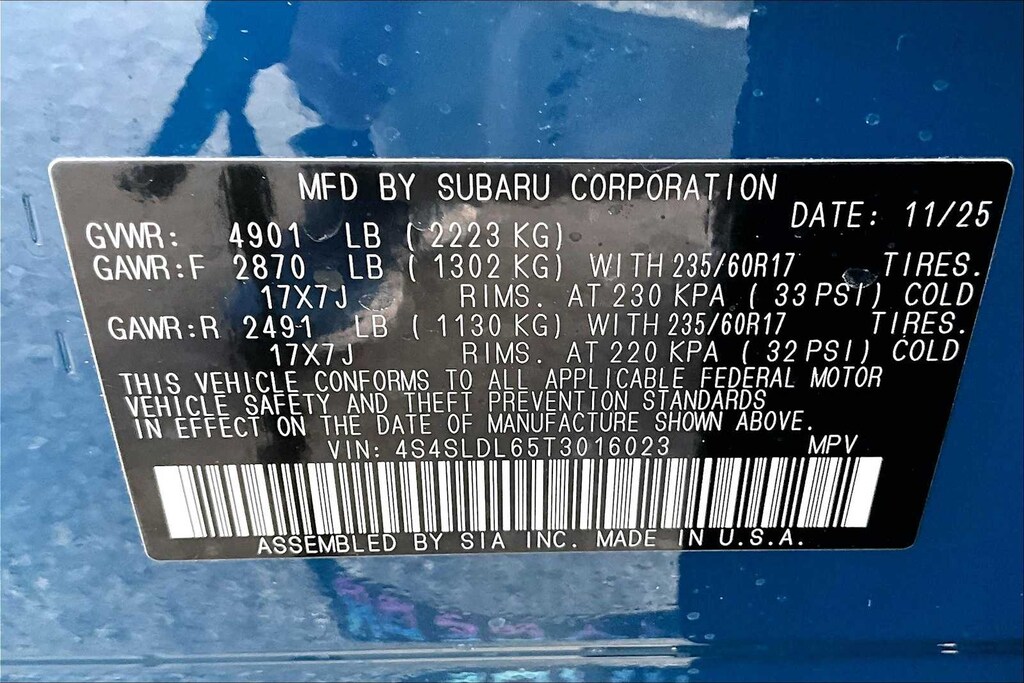 MFD BY SUBARU CORPORATION
DATE: 11/25
GVWR: 4901 LB ( 2223 KG)
GAWR:F 2870 LB ( 1302 KG) WITH 235/60R17 TIRES.
17X7J RIMS. AT 230 KPA ( 33 PSI) COLD
GAWR:R 2491 LB ( 1130 KG) WITH 235/60R17 TIRES.
17X7J RIMS. AT 220 KPA ( 32 PSI) COLD
THIS VEHICLE CONFORMS TO ALL APPLICABLE FEDERAL MOTOR
VEHICLE SAFETY AND THEFT PREVENTION STANDARDS
IN EFFECT ON THE DATE OF MANUFACTURE SHOWN ABOVE.
VIN: 4S4SLDL65T3016023 MPV
ASSEMBLED BY SIA INC. MADE IN U.S.A.